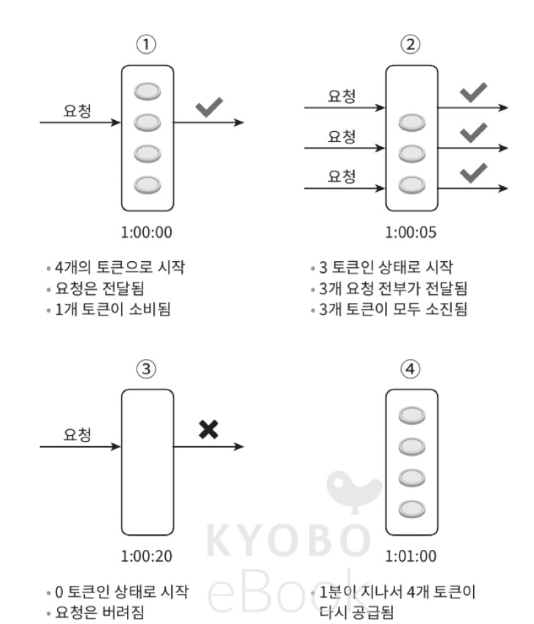 ①
요청
1:00:00
• 4개의 토큰으로 시작
• 요청은 전달됨
• 1개 토큰이 소비됨
②
요청
요청
요청
1:00:05
• 3 토큰인 상태로 시작
• 3개 요청 전부가 전달됨
• 3개 토큰이 모두 소진됨
③
요청
1:00:20
• 0 토큰인 상태로 시작
• 요청은 버려짐
④
1:01:00
• 1분이 지나서 4개 토큰이
다시 공급됨
KYOBO
eBook